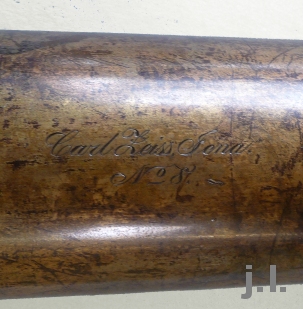 Carl Zeiss, Jena.
No 8.
j.l.